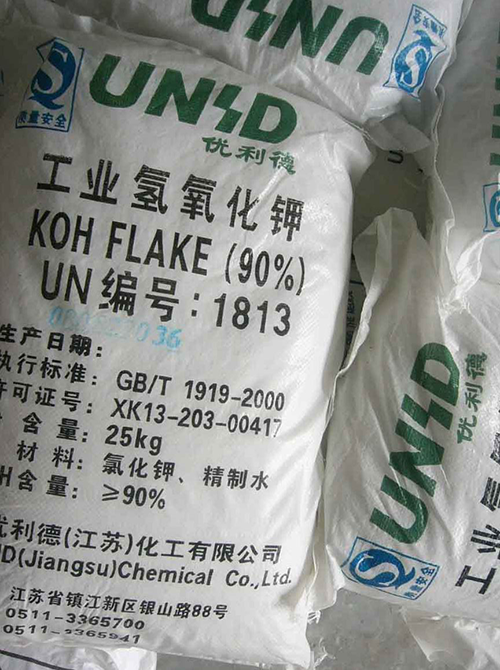 UNID
质量安全
UNID
优利德
工业氢氧化钾
KOH FLAKE (90%)
UN编号:1813
生产日期:
执行标准: GB/T 1919-2000
许可证号: XK13-203-00417
含量: 25kg
材料: 氯化钾、精制水
H含量: ≥90%
优利德(江苏)化工有限公司
ID(Jiangsu)Chemical Co.,Ltd.
江苏省镇江新区银山路88号
0511-3365700
0511-3365941
UNID
优利德
质量安全
工业